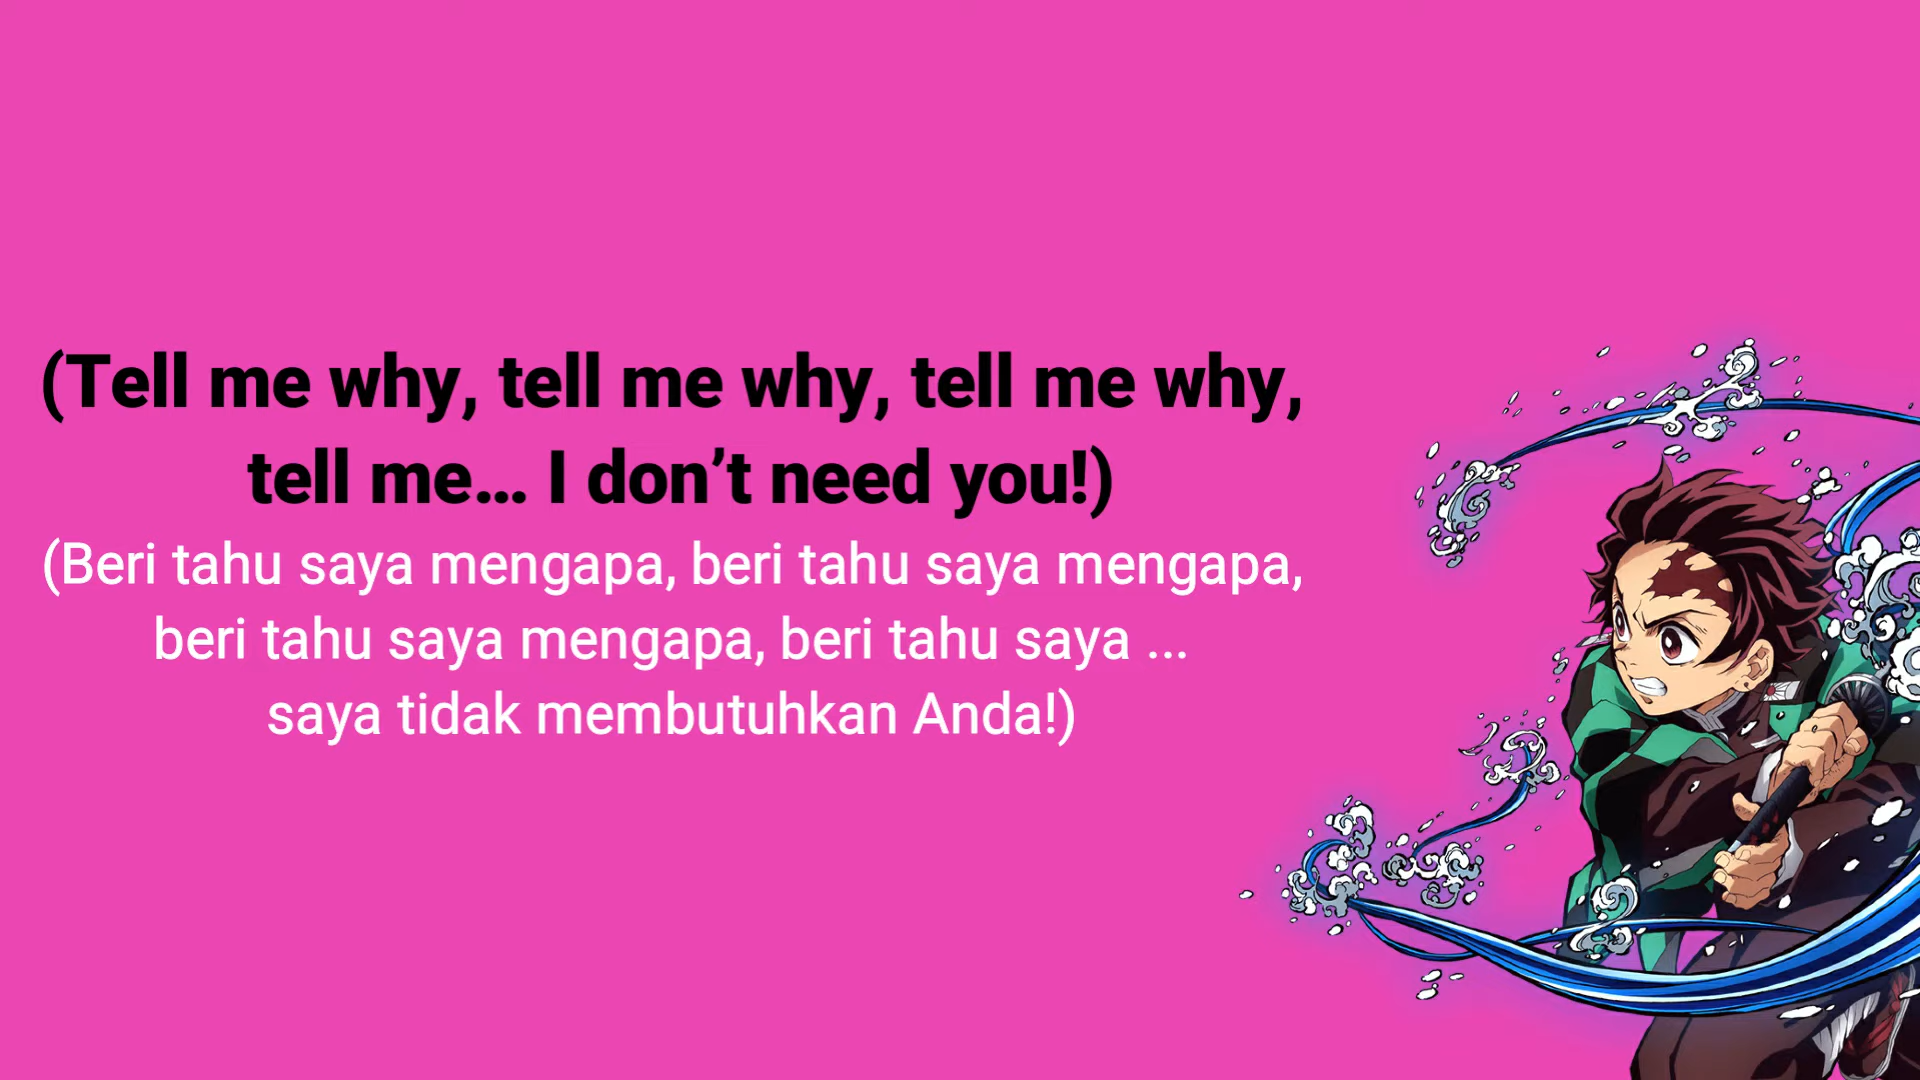 (Tell me why, tell me why, tell me why,
tell me… I don’t need you!)
(Beri tahu saya mengapa, beri tahu saya mengapa,
beri tahu saya mengapa, beri tahu saya ...
saya tidak membutuhkan Anda!)